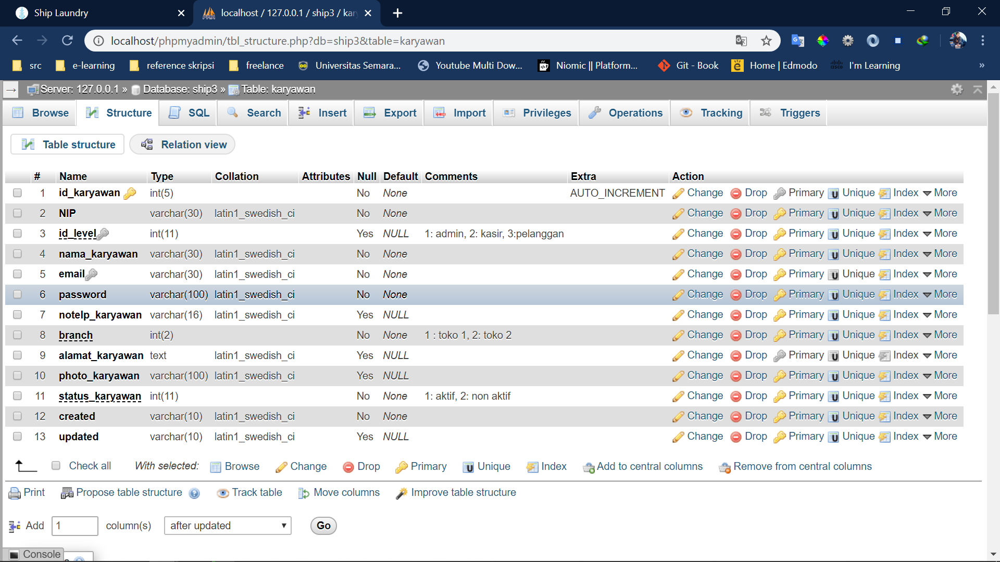 Ship Laundry
localhost / 127.0.0.1 / ship3 / kar
localhost/phpmyadmin/tbl_structure.php?db=ship3&table=karyawan
src e-learning reference skripsi freelance Universitas Semara... Youtube Multi Dow... Niomic || Platform... Git - Book Home | Edmodo I'm Learning »
Server: 127.0.0.1 » Database: ship3 » Table: karyawan
Browse Structure SQL Search Insert Export Import Privileges Operations Tracking Triggers
Table structure Relation view
# Name Type Collation Attributes Null Default Comments Extra Action
1 id_karyawan int(5) No None AUTO_INCREMENT Change Drop Primary Unique Index More
2 NIP varchar(30) latin1_swedish_ci No None Change Drop Primary Unique Index More
3 id_level int(11) Yes NULL 1: admin, 2: kasir, 3:pelanggan Change Drop Primary Unique Index More
4 nama_karyawan varchar(30) latin1_swedish_ci No None Change Drop Primary Unique Index More
5 email varchar(30) latin1_swedish_ci No None Change Drop Primary Unique Index More
6 password varchar(100) latin1_swedish_ci No None Change Drop Primary Unique Index More
7 notelp_karyawan varchar(16) latin1_swedish_ci Yes NULL Change Drop Primary Unique Index More
8 branch int(2) No None 1 : toko 1, 2: toko 2 Change Drop Primary Unique Index More
9 alamat_karyawan text latin1_swedish_ci Yes NULL Change Drop Primary Unique Index More
10 photo_karyawan varchar(100) latin1_swedish_ci Yes NULL Change Drop Primary Unique Index More
11 status_karyawan int(11) No None 1: aktif, 2: non aktif Change Drop Primary Unique Index More
12 created varchar(10) latin1_swedish_ci No None Change Drop Primary Unique Index More
13 updated varchar(10) latin1_swedish_ci Yes NULL Change Drop Primary Unique Index More
Check all With selected: Browse Change Drop Primary Unique Index Add to central columns Remove from central columns
Print Propose table structure Track table Move columns Improve table structure
Add 1 column(s) after updated Go
Console